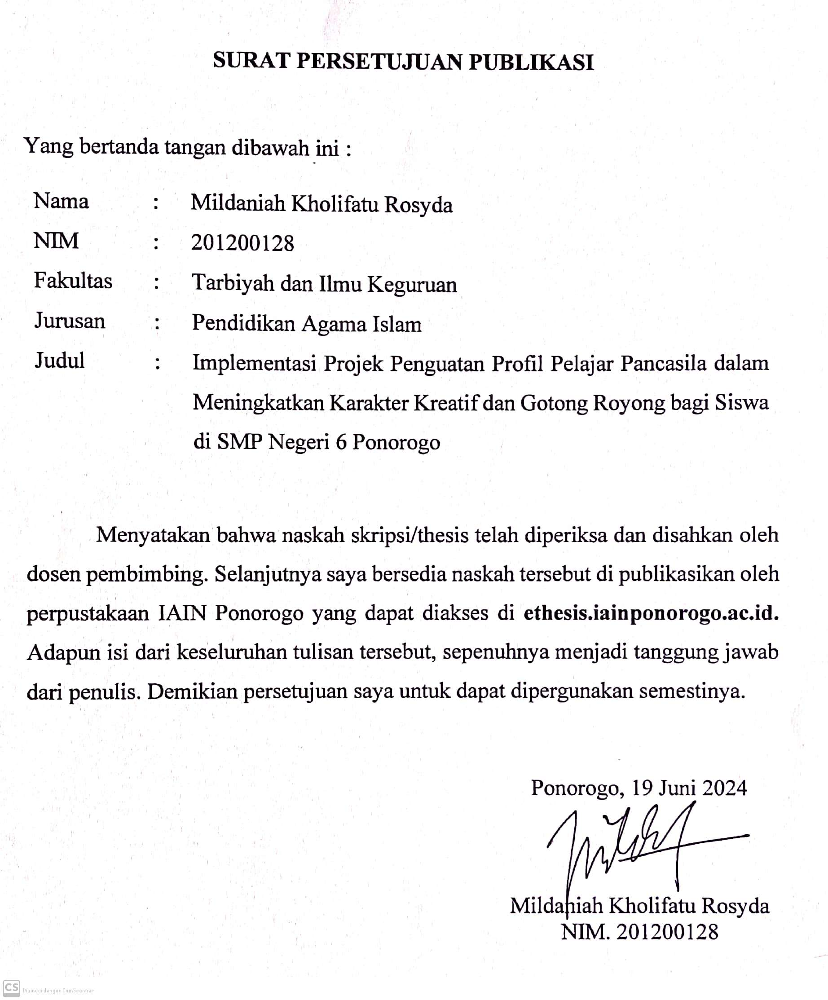 SURAT PERSETUJUAN PUBLIKASI
Yang bertanda tangan dibawah ini :
Nama : Mildaniah Kholifatu Rosyda
NIM : 201200128
Fakultas : Tarbiyah dan Ilmu Keguruan
Jurusan : Pendidikan Agama Islam
Judul : Implementasi Projek Penguatan Profil Pelajar Pancasila dalam
Meningkatkan Karakter Kreatif dan Gotong Royong bagi Siswa
di SMP Negeri 6 Ponorogo
Menyatakan bahwa naskah skripsi/thesis telah diperiksa dan disahkan oleh
dosen pembimbing. Selanjutnya saya bersedia naskah tersebut di publikasikan oleh
perpustakaan IAIN Ponorogo yang dapat diakses di ethesis.iainponorogo.ac.id.
Adapun isi dari keseluruhan tulisan tersebut, sepenuhnya menjadi tanggung jawab
dari penulis. Demikian persetujuan saya untuk dapat dipergunakan semestinya.
Ponorogo, 19 Juni 2024
Mildaniah Kholifatu Rosyda
NIM. 201200128
CS Dipindai dengan CamScanner